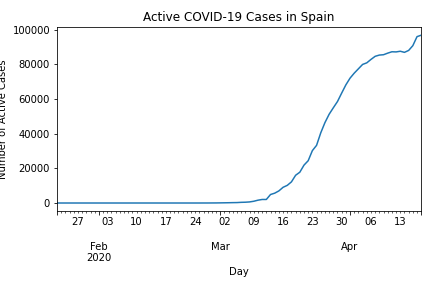 Active COVID-19 Cases in Spain
100000
80000
60000
40000
20000
0
Number of Active Cases
27 03 10 17 24 02 09 16 23 30 06 13
Feb Mar Apr
2020
Day